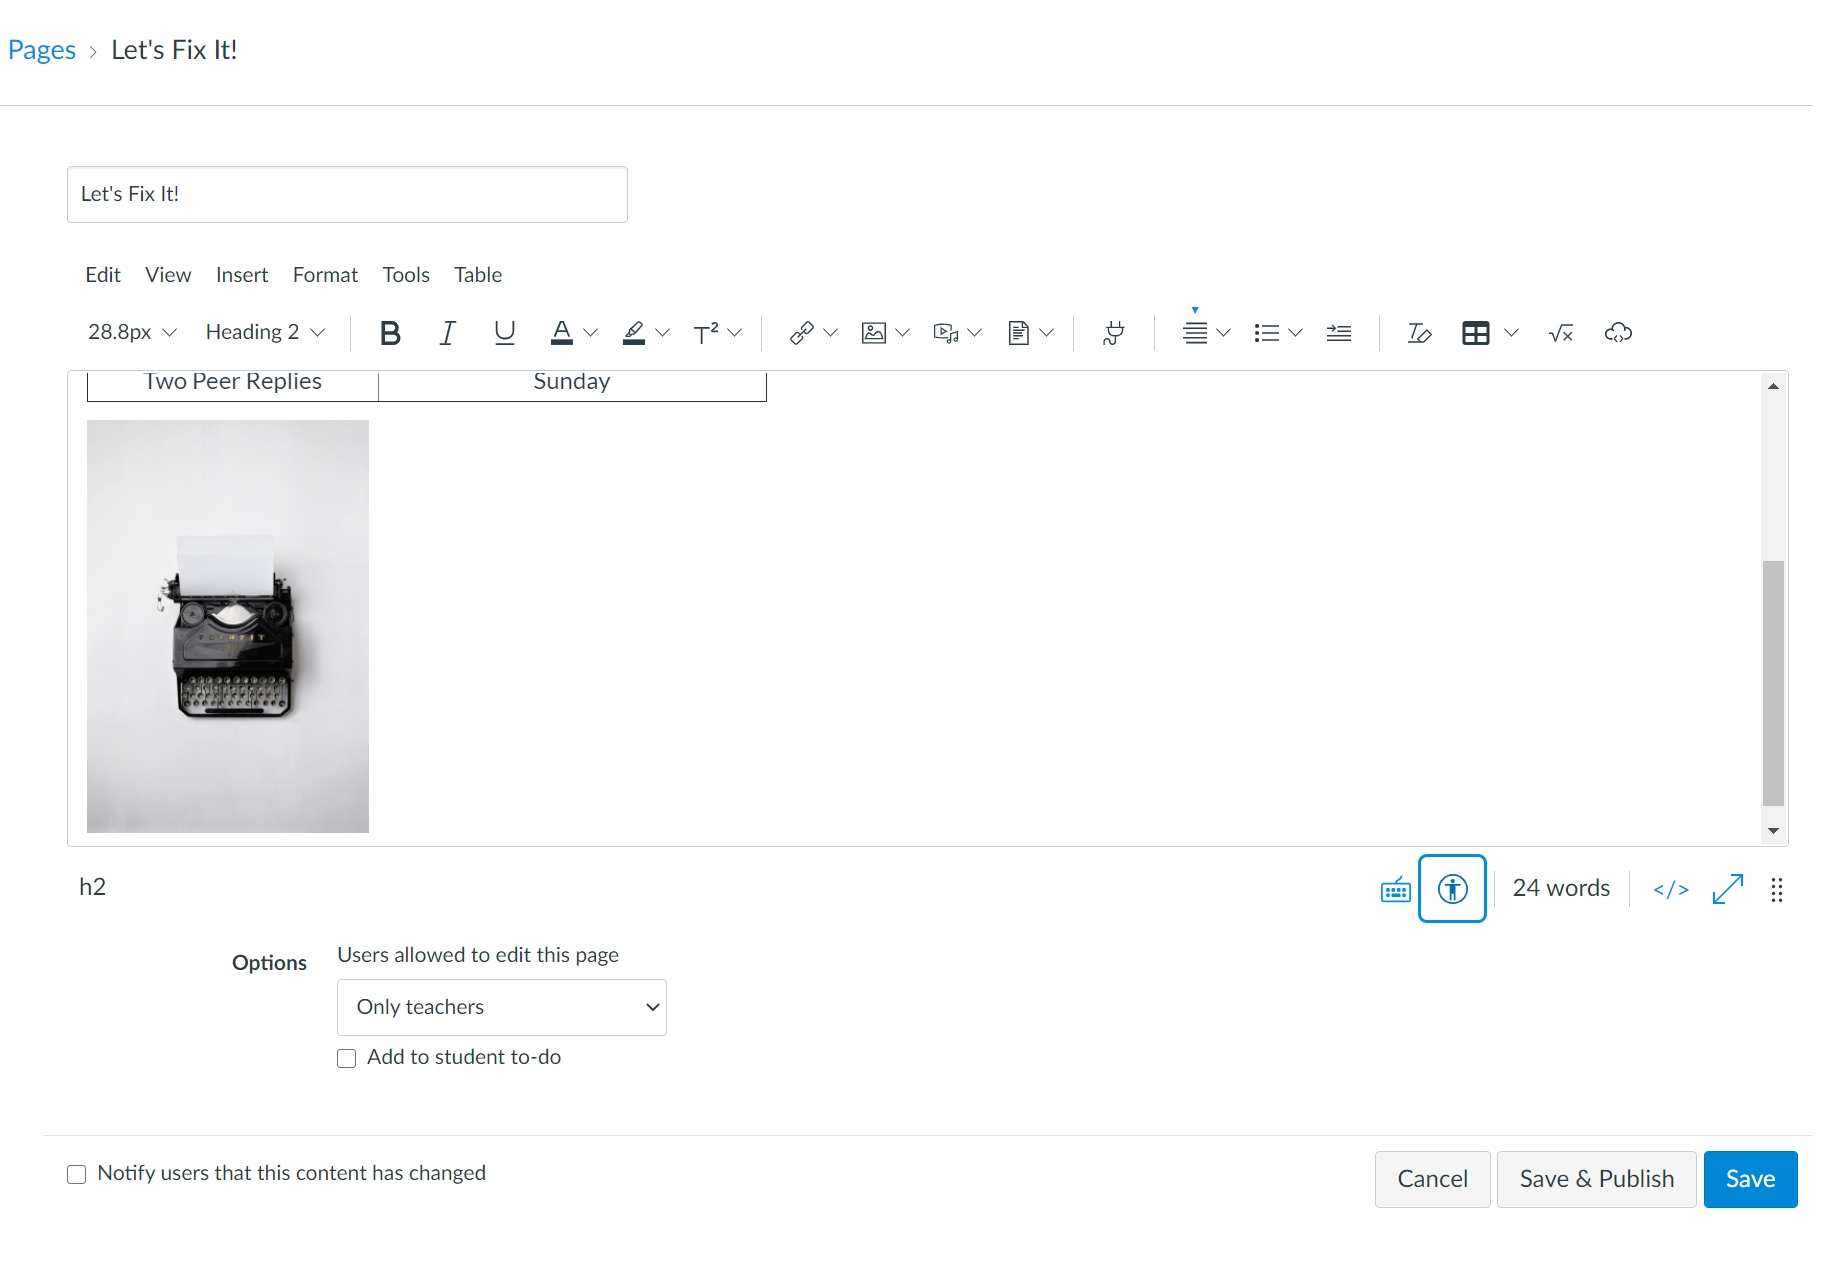 Pages > Let's Fix It!
Let's Fix It!
Edit View Insert Format Tools Table
28.8px Heading 2 B I U A T²
Two Peer Replies Sunday
h2
24 words </>
Options
Users allowed to edit this page
Only teachers
Add to student to-do
Notify users that this content has changed
Cancel Save & Publish Save